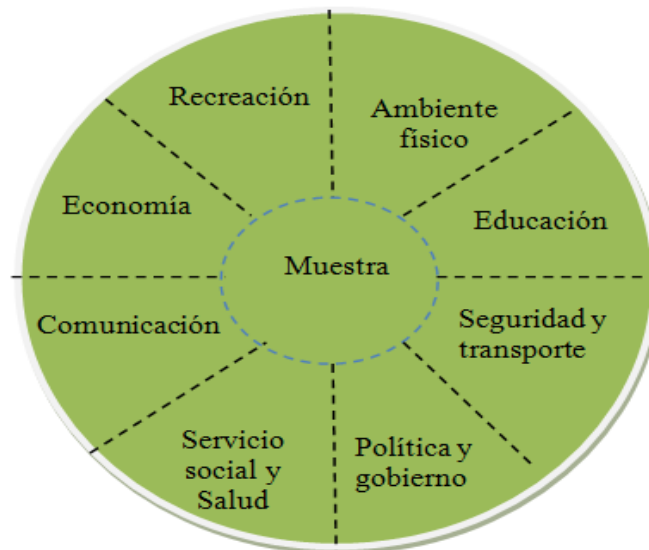 Recreación
Ambiente
físico
Economía
Educación
Muestra
Comunicación
Seguridad y
transporte
Servicio
social y
Salud
Política y
gobierno